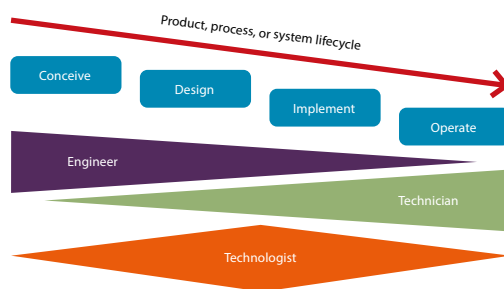 Product, process, or system lifecycle
Conceive
Design
Implement
Operate
Engineer
Technician
Technologist